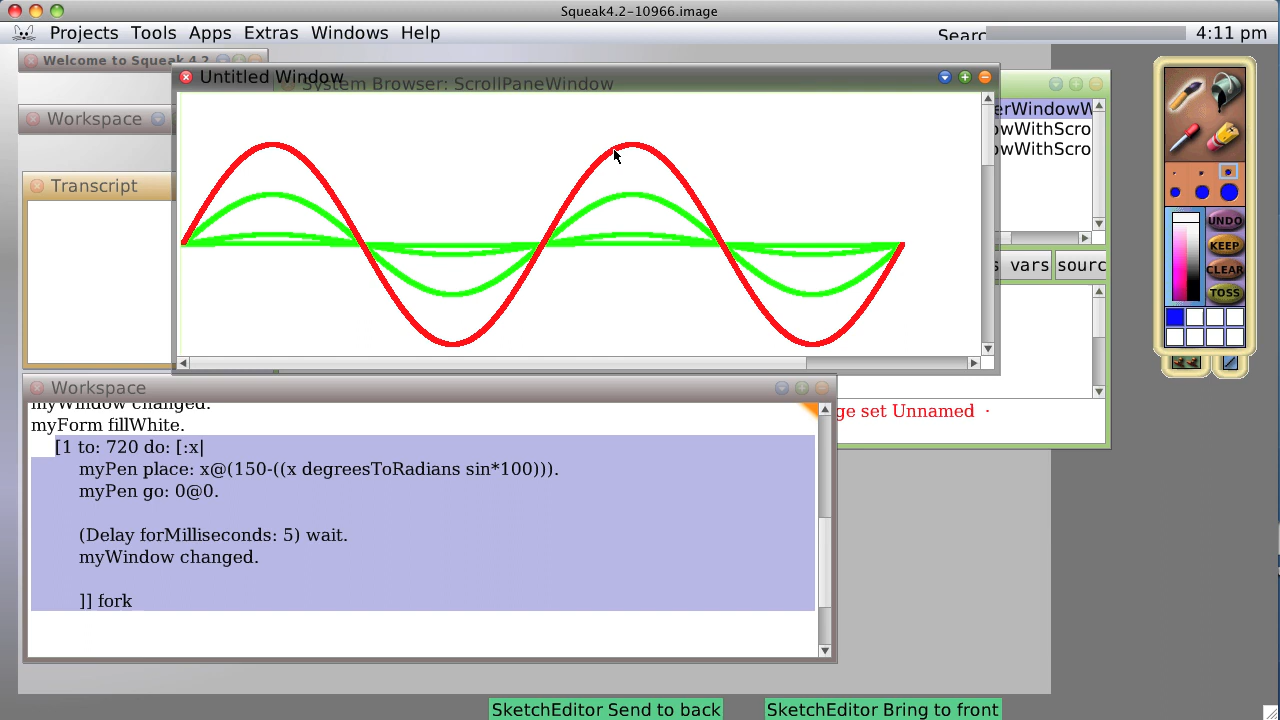 Squeak4.2-10966.image
Projects Tools Apps Extras Windows Help
Searc
4:11 pm
Welcome to Squeak 4.2
Untitled Window
System Browser: ScrollPaneWindow
Workspace
Transcript
erWindowW
owWithScro
owWithScro
s vars
sourc
UNDO
KEEP
CLEAR
TOSS
Workspace
ge set Unnamed ·
myWindow changed.
myForm fillWhite.
[1 to: 720 do: [:x|
myPen place: x@(150-((x degreesToRadians sin*100))).
myPen go: 0@0.
(Delay forMilliseconds: 5) wait.
myWindow changed.
]] fork
SketchEditor Send to back
SketchEditor Bring to front